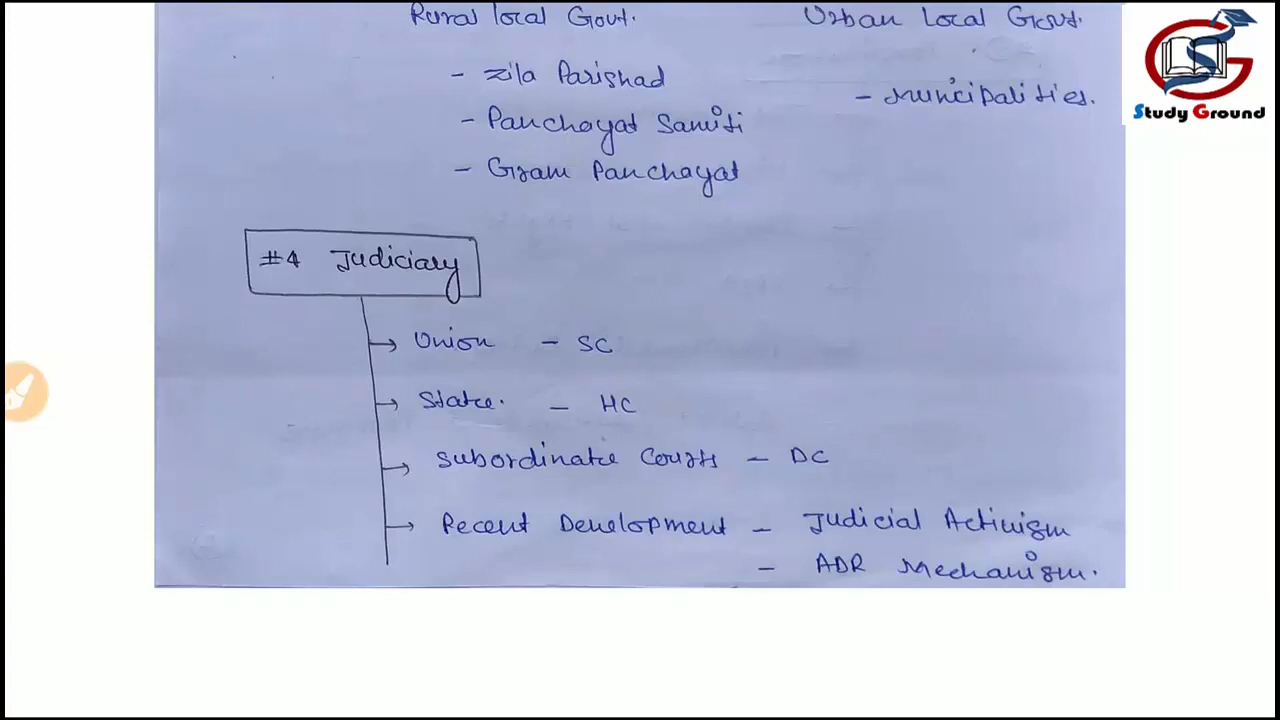 Rural local Govt.
Urban Local Govt.
- Zila Parishad
- Panchayat Samiti
- Gram Panchayat
- Muncipalities.
Study Ground
#4 Judiciary
→ Union - SC
→ State. - HC
→ Subordinate Courts - DC
→ Recent Development - Judicial Activism
- ADR Mechanism.